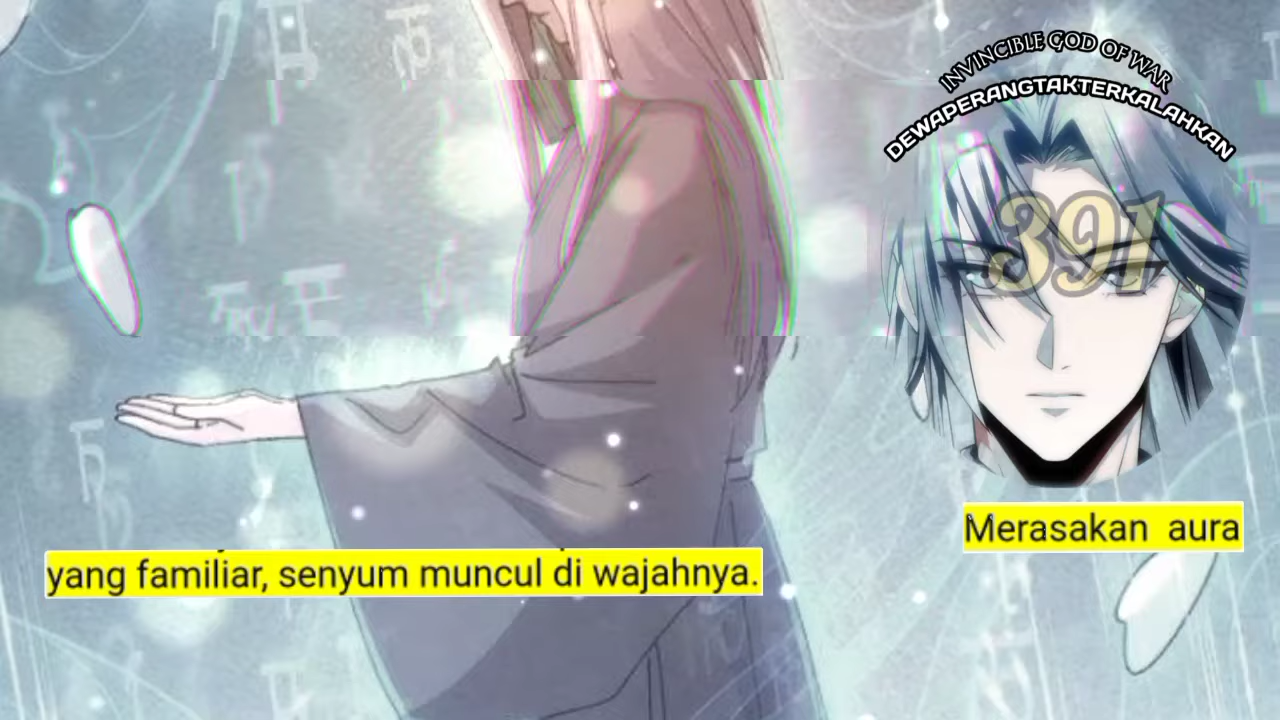 INVINCIBLE GOD OF WAR
DEWAPERANGTAKTERKALAHKAN
391
Merasakan aura
yang familiar, senyum muncul di wajahnya.